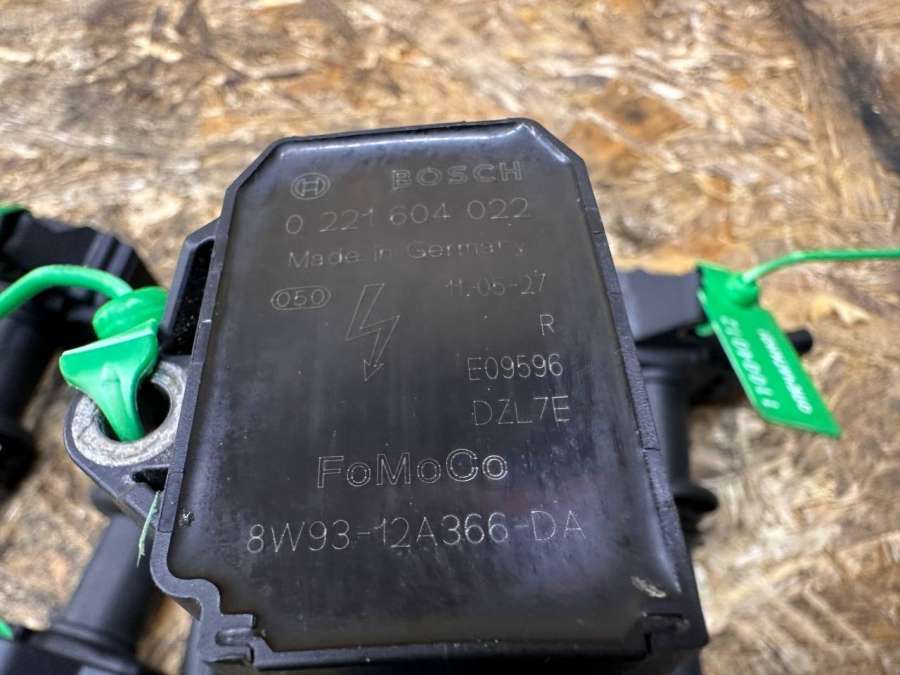 BOSCH
0 221 604 022
Made in Germany
050
11-05-27
R
E09596
DZL7E
FoMoCo
8W93-12A366-DA